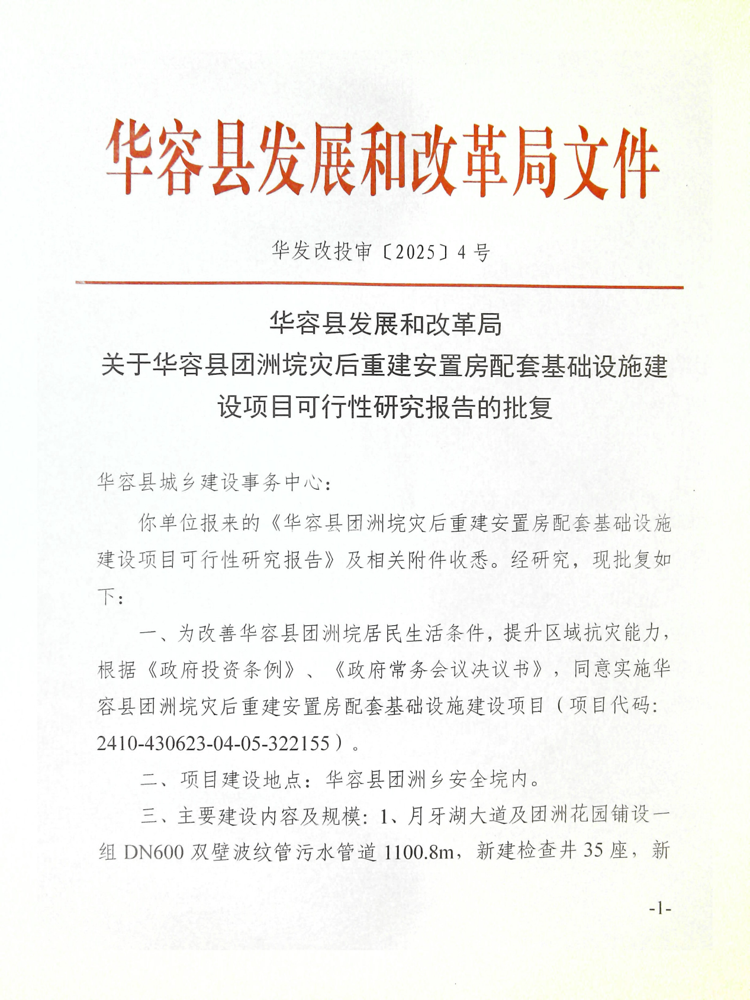 华容县发展和改革局文件
华发改投审〔2025〕4 号
华容县发展和改革局
关于华容县团洲垸灾后重建安置房配套基础设施建
设项目可行性研究报告的批复
华容县城乡建设事务中心：
你单位报来的《华容县团洲垸灾后重建安置房配套基础设施
建设项目可行性研究报告》及相关附件收悉。经研究，现批复如
下：
一、为改善华容县团洲垸居民生活条件，提升区域抗灾能力，
根据《政府投资条例》、《政府常务会议决议书》，同意实施华
容县团洲垸灾后重建安置房配套基础设施建设项目（项目代码：
2410-430623-04-05-322155）。
二、项目建设地点：华容县团洲乡安全垸内。
三、主要建设内容及规模：1、月牙湖大道及团洲花园铺设一
组 DN600 双壁波纹管污水管道 1100.8m，新建检查井 35 座，新
-1-